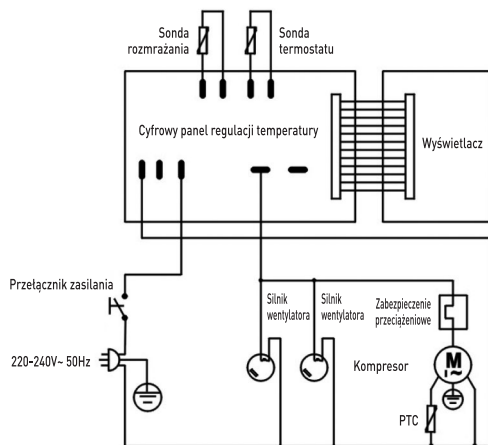 Sonda
rozmrażania
Sonda
termostatu
Cyfrowy panel regulacji temperatury
Wyświetlacz
Przełącznik zasilania
Silnik
wentylatora
Silnik
wentylatora
Zabezpieczenie
przeciążeniowe
220-240V~ 50Hz
Kompresor
M
1~
PTC